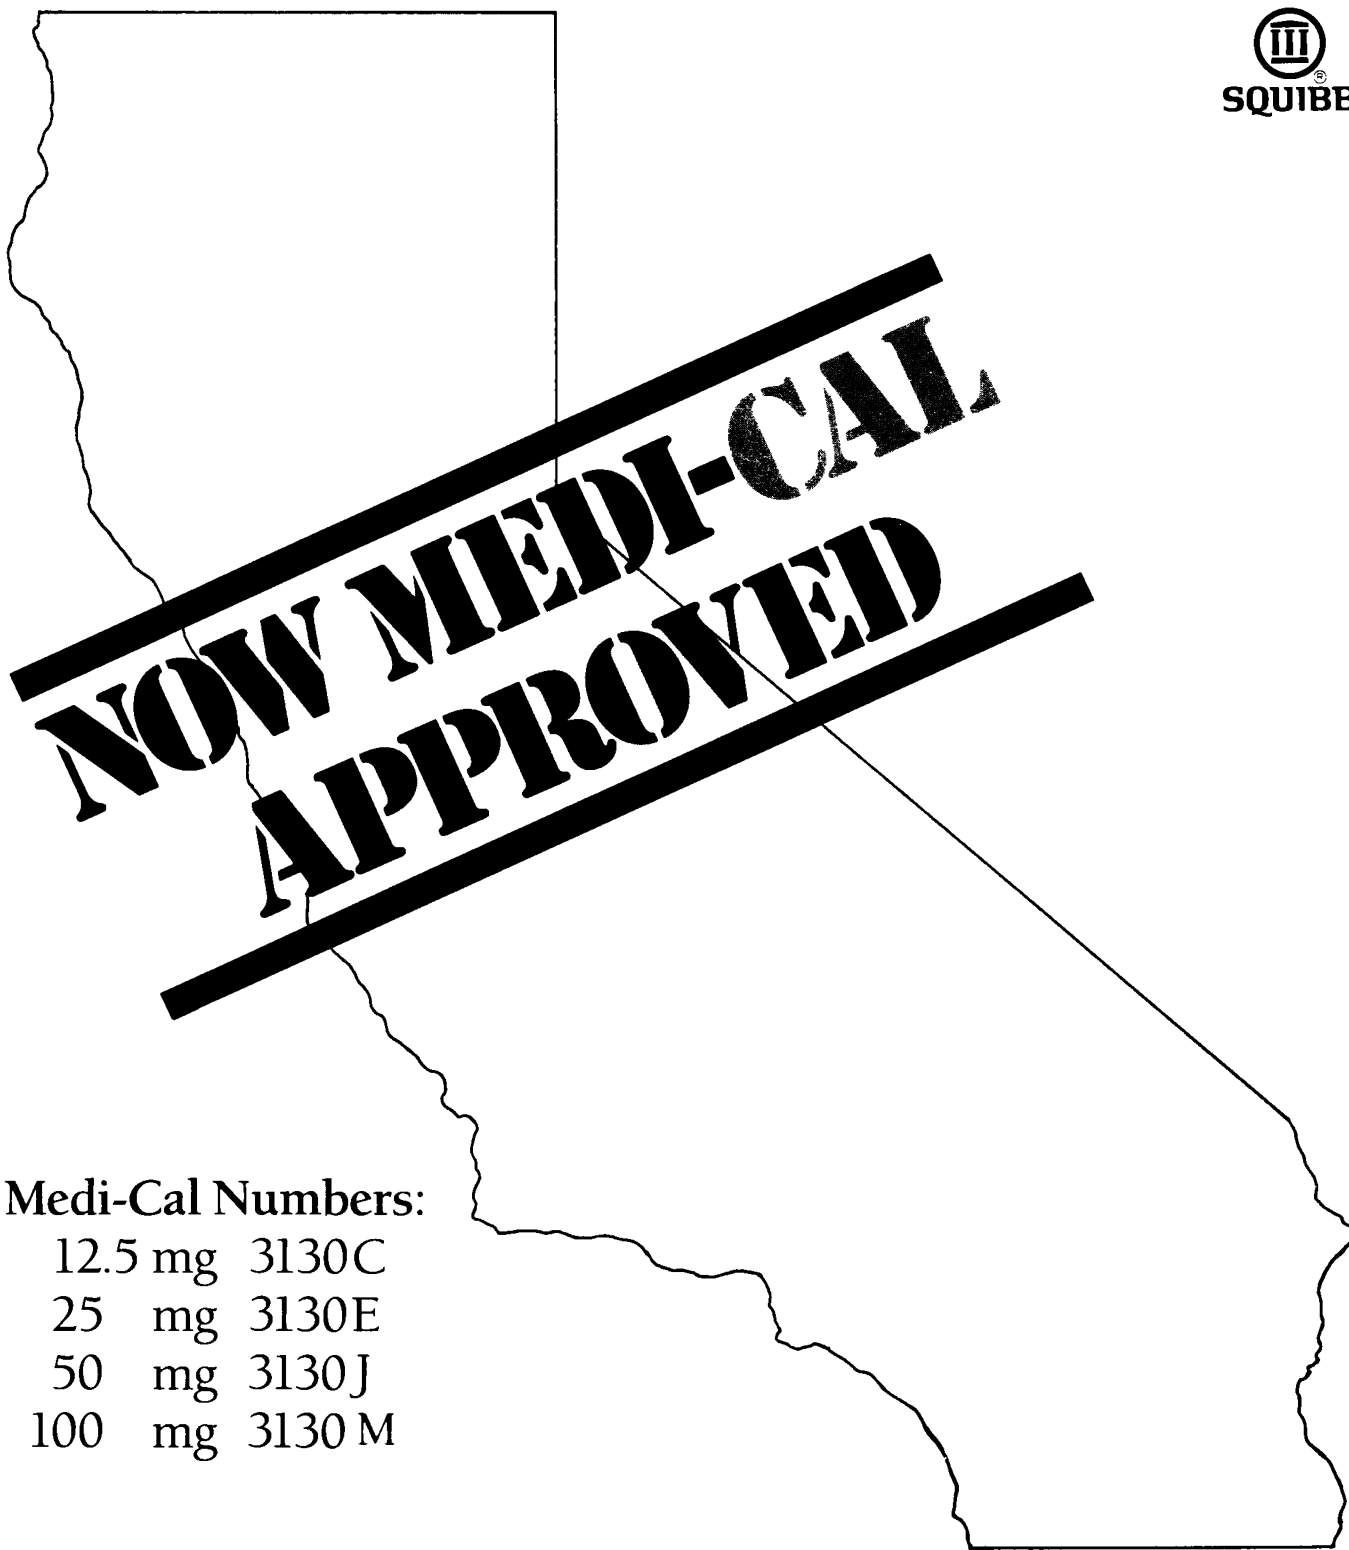 SQUIBB
NOW MEDI-CAL
APPROVED
Medi-Cal Numbers:
12.5 mg 3130C
25 mg 3130E
50 mg 3130J
100 mg 3130M